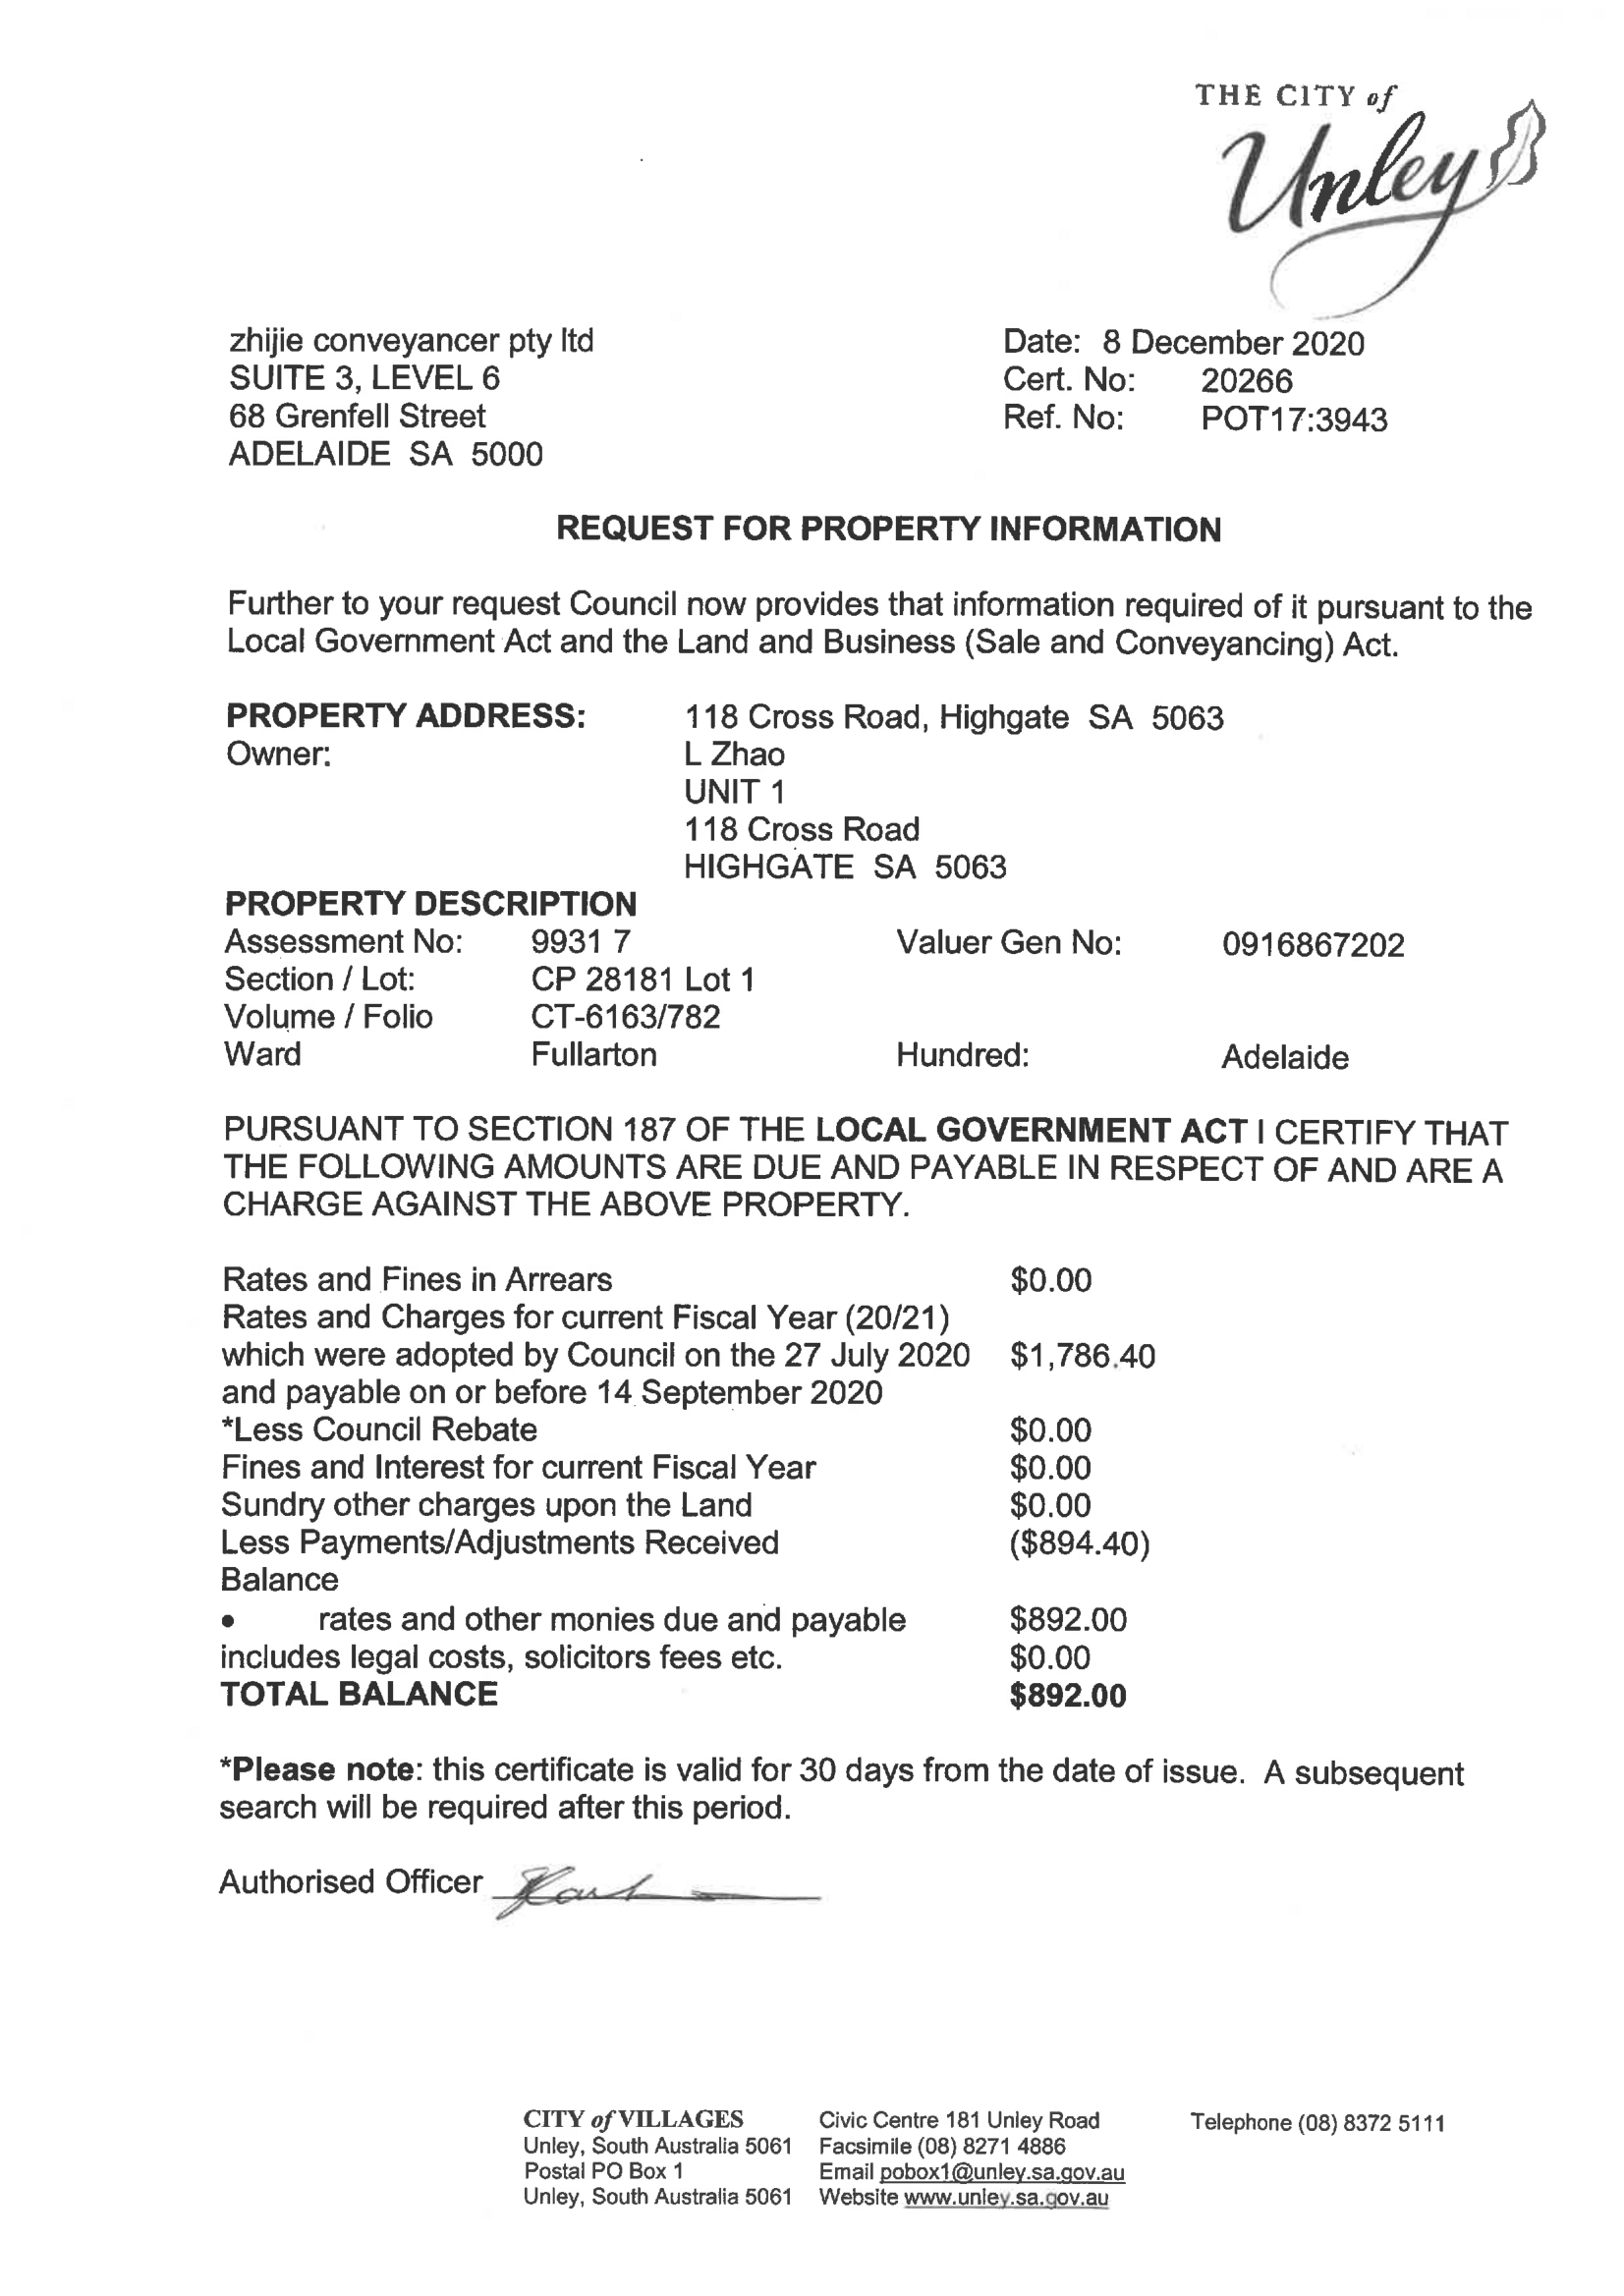 THE CITY of
Unley
zhijie conveyancer pty ltd
SUITE 3, LEVEL 6
68 Grenfell Street
ADELAIDE SA 5000
Date: 8 December 2020
Cert. No: 20266
Ref. No: POT17:3943
REQUEST FOR PROPERTY INFORMATION
Further to your request Council now provides that information required of it pursuant to the
Local Government Act and the Land and Business (Sale and Conveyancing) Act.
PROPERTY ADDRESS: 118 Cross Road, Highgate SA 5063
Owner: L Zhao
UNIT 1
118 Cross Road
HIGHGATE SA 5063
PROPERTY DESCRIPTION
Assessment No: 9931 7 Valuer Gen No: 0916867202
Section / Lot: CP 28181 Lot 1
Volume / Folio CT-6163/782
Ward Fullarton Hundred: Adelaide
PURSUANT TO SECTION 187 OF THE LOCAL GOVERNMENT ACT I CERTIFY THAT
THE FOLLOWING AMOUNTS ARE DUE AND PAYABLE IN RESPECT OF AND ARE A
CHARGE AGAINST THE ABOVE PROPERTY.
Rates and Fines in Arrears $0.00
Rates and Charges for current Fiscal Year (20/21)
which were adopted by Council on the 27 July 2020 $1,786.40
and payable on or before 14 September 2020
*Less Council Rebate $0.00
Fines and Interest for current Fiscal Year $0.00
Sundry other charges upon the Land $0.00
Less Payments/Adjustments Received ($894.40)
Balance
• rates and other monies due and payable $892.00
includes legal costs, solicitors fees etc. $0.00
TOTAL BALANCE $892.00
*Please note: this certificate is valid for 30 days from the date of issue. A subsequent
search will be required after this period.
Authorised Officer
CITY of VILLAGES Civic Centre 181 Unley Road Telephone (08) 8372 5111
Unley, South Australia 5061 Facsimile (08) 8271 4886
Postal PO Box 1 Email pobox1@unley.sa.gov.au
Unley, South Australia 5061 Website www.unley.sa.gov.au